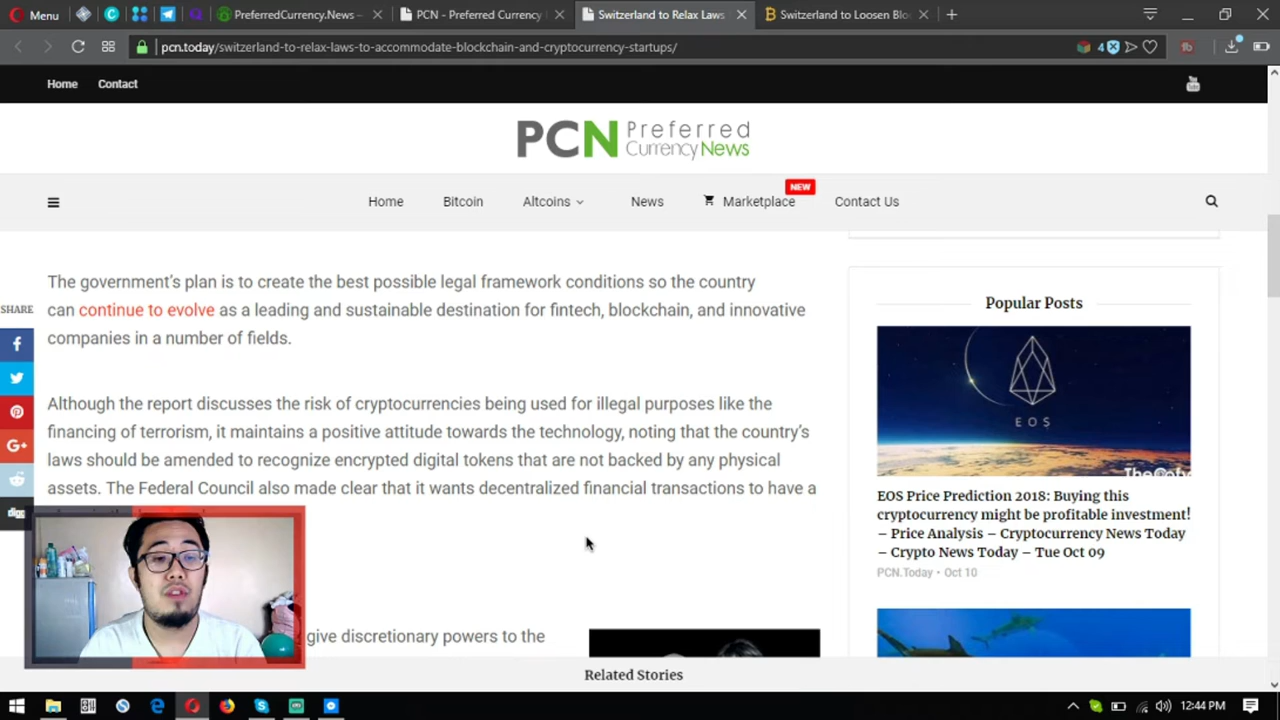 Menu
PreferredCurrency.News –
PCN - Preferred Currency
Switzerland to Relax Laws
Switzerland to Loosen Blo
pcn.today/switzerland-to-relax-laws-to-accommodate-blockchain-and-cryptocurrency-startups/
4
Home
Contact
PCN Preferred
CurrencyNews
NEW
Home
Bitcoin
Altcoins
News
Marketplace
Contact Us
SHARE
The government's plan is to create the best possible legal framework conditions so the country
can continue to evolve as a leading and sustainable destination for fintech, blockchain, and innovative
companies in a number of fields.
Although the report discusses the risk of cryptocurrencies being used for illegal purposes like the
financing of terrorism, it maintains a positive attitude towards the technology, noting that the country's
laws should be amended to recognize encrypted digital tokens that are not backed by any physical
assets. The Federal Council also made clear that it wants decentralized financial transactions to have a
give discretionary powers to the
Popular Posts
EOS
EOS Price Prediction 2018: Buying this
cryptocurrency might be profitable investment!
– Price Analysis – Cryptocurrency News Today
– Crypto News Today – Tue Oct 09
PCN.Today • Oct 10
Related Stories
12:44 PM